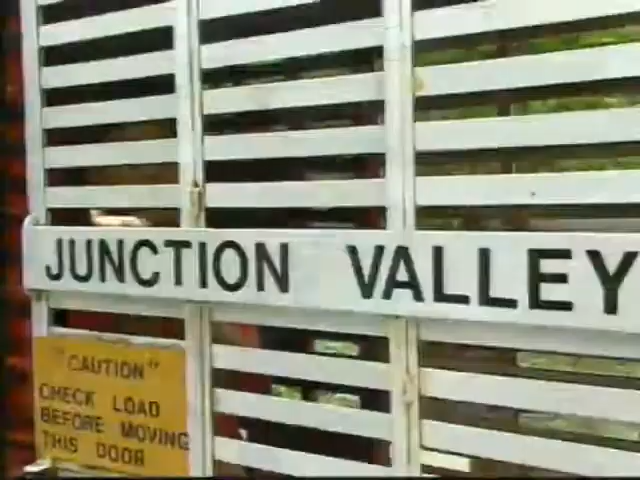 JUNCTION VALLEY
"CAUTION"
CHECK LOAD
BEFORE MOVING
THIS DOOR